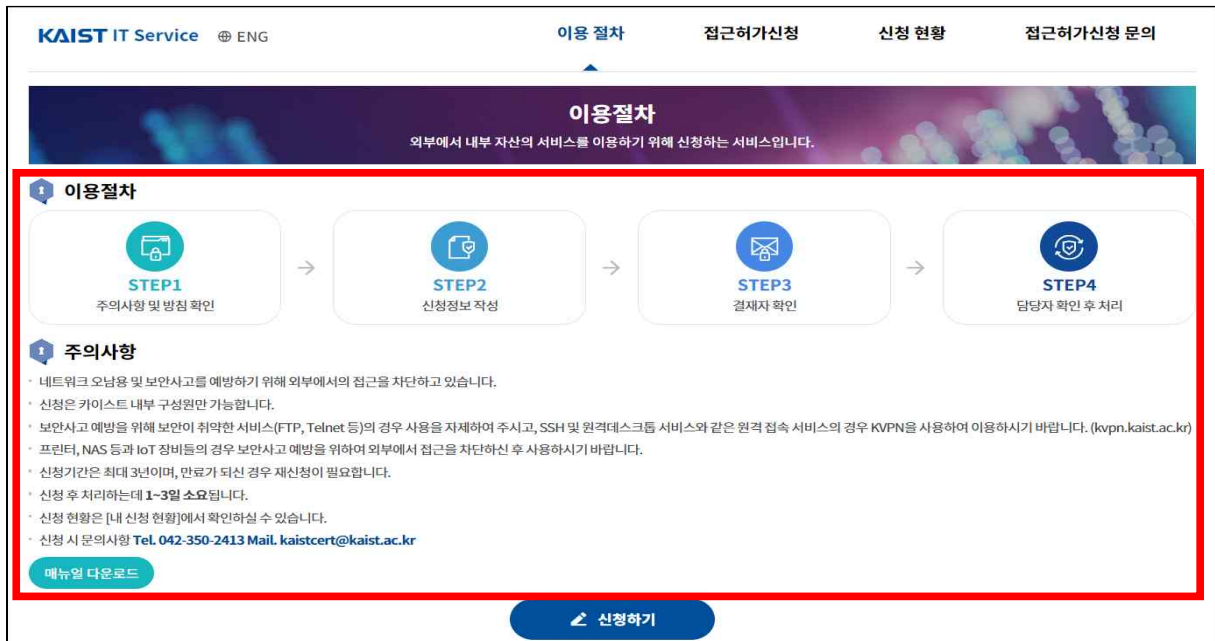 KAIST IT Service ENG 이용 절차 접근허가신청 신청 현황 접근허가신청 문의
이용절차
외부에서 내부 자산의 서비스를 이용하기 위해 신청하는 서비스입니다.
이용절차
STEP1 STEP2 STEP3 STEP4
주의사항 및 방침 확인 신청정보 작성 결재자 확인 담당자 확인 후 처리
주의사항
네트워크 오남용 및 보안사고를 예방하기 위해 외부에서의 접근을 차단하고 있습니다.
신청은 카이스트 내부 구성원만 가능합니다.
보안사고 예방을 위해 보안이 취약한 서비스(FTP, Telnet 등)의 경우 사용을 자제하여 주시고, SSH 및 원격데스크톱 서비스와 같은 원격 접속 서비스의 경우 KVPN을 사용하여 이용하시기 바랍니다. (kvpn.kaist.ac.kr)
프린터, NAS 등과 IoT 장비들의 경우 보안사고 예방을 위하여 외부에서 접근을 차단하신 후 사용하시기 바랍니다.
신청기간은 최대 3년이며, 만료가 되신 경우 재신청이 필요합니다.
신청 후 처리하는데 1~3일 소요됩니다.
신청 현황은 [내 신청 현황]에서 확인하실 수 있습니다.
신청 시 문의사항 Tel. 042-350-2413 Mail. kaistcert@kaist.ac.kr
매뉴얼 다운로드
신청하기